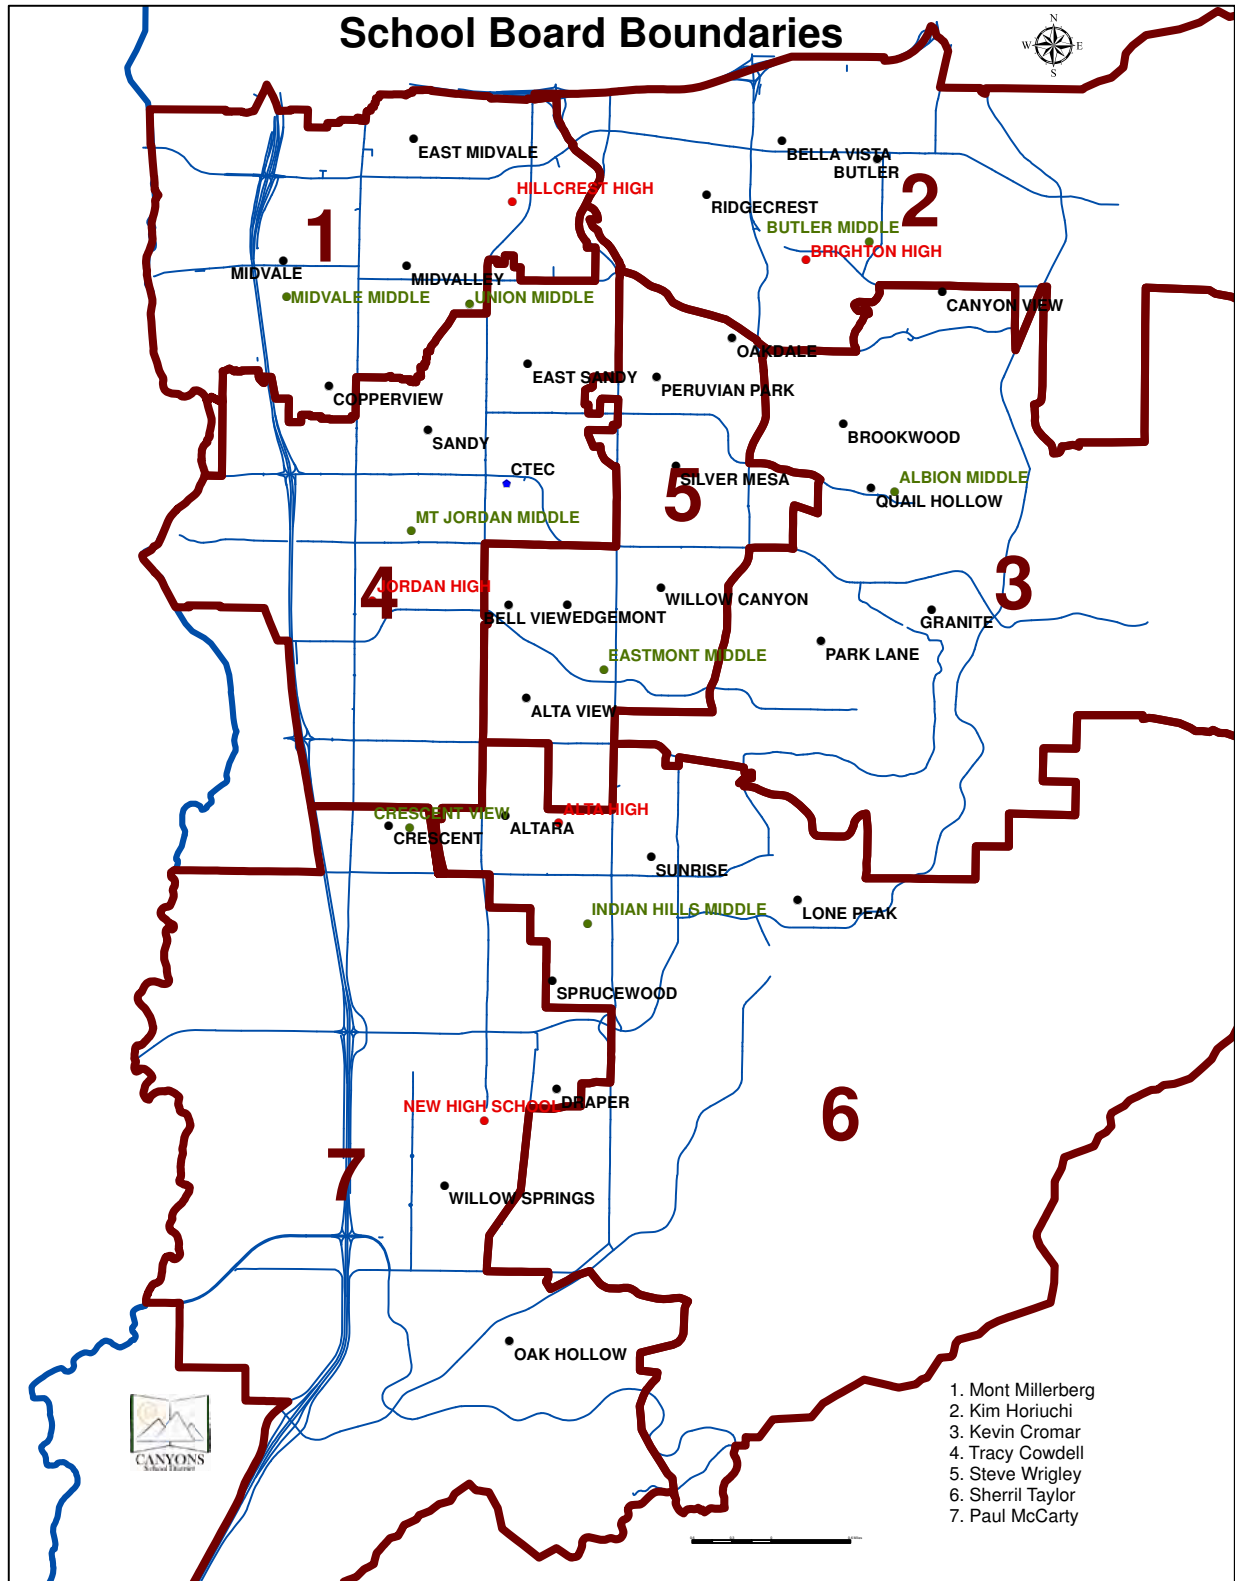 School Board Boundaries
N
W
E
S
EAST MIDVALE
BELLA VISTA
BUTLER
HILLCREST HIGH
2
RIDGECREST
1
BUTLER MIDDLE
BRIGHTON HIGH
MIDVALE
MIDVALLEY
MIDVALE MIDDLE
UNION MIDDLE
CANYON VIEW
OAKDALE
EAST SANDY
PERUVIAN PARK
COPPERVIEW
SANDY
BROOKWOOD
CTEC
SILVER MESA
ALBION MIDDLE
5
QUAIL HOLLOW
MT JORDAN MIDDLE
4
JORDAN HIGH
3
WILLOW CANYON
BELL VIEW
EDGEMONT
GRANITE
EASTMONT MIDDLE
PARK LANE
ALTA VIEW
CRESCENT VIEW
ALTA HIGH
CRESCENT
ALTARA
SUNRISE
INDIAN HILLS MIDDLE
LONE PEAK
SPRUCEWOOD
NEW HIGH SCHOOL
DRAPER
6
7
WILLOW SPRINGS
OAK HOLLOW
CANYONS
School District
1. Mont Millerberg
2. Kim Horiuchi
3. Kevin Cromar
4. Tracy Cowdell
5. Steve Wrigley
6. Sherril Taylor
7. Paul McCarty